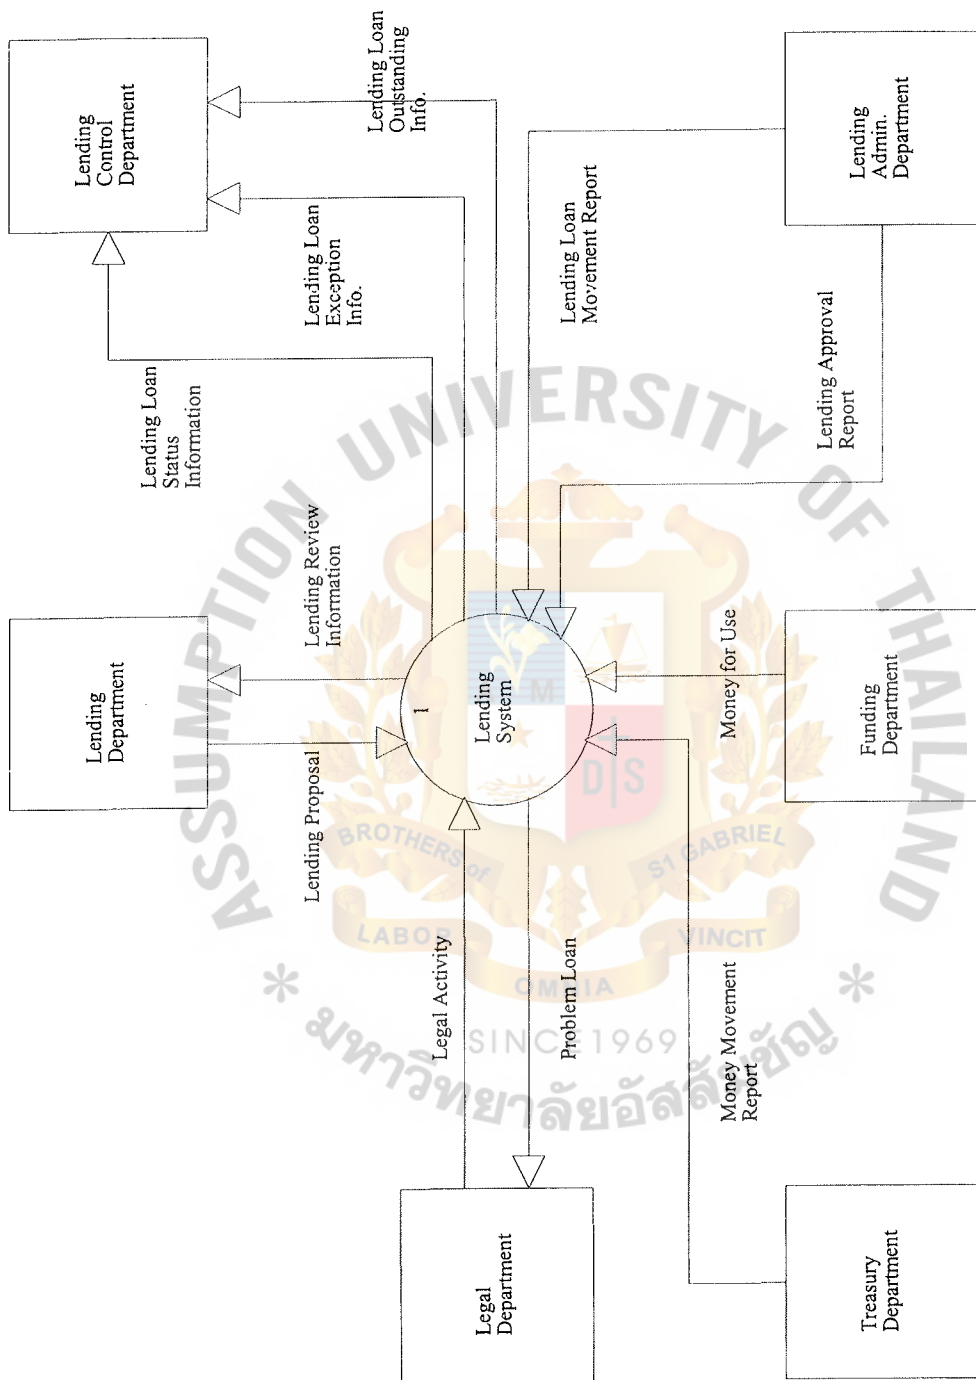 Legal
Department
Treasury
Department
Legal Activity
Problem Loan
Money Movement
Report
Lending
Department
Lending Proposal
Lending Review
Information
1
Lending
System
Money for Use
Funding
Department
Lending Loan
Status
Information
Lending Loan
Exception
Info.
Lending Loan
Outstanding
Info.
Lending
Control
Department
Lending Loan
Movement Report
Lending Approval
Report
Lending
Admin.
Department
ASSUMPTION UNIVERSITY OF THAILAND
M
D S
BROTHERS of
ST GABRIEL
LABOR
OMNIA
VINCIT
SINCE 1969
มหาวิทยาลัยอัสสัมชัญ